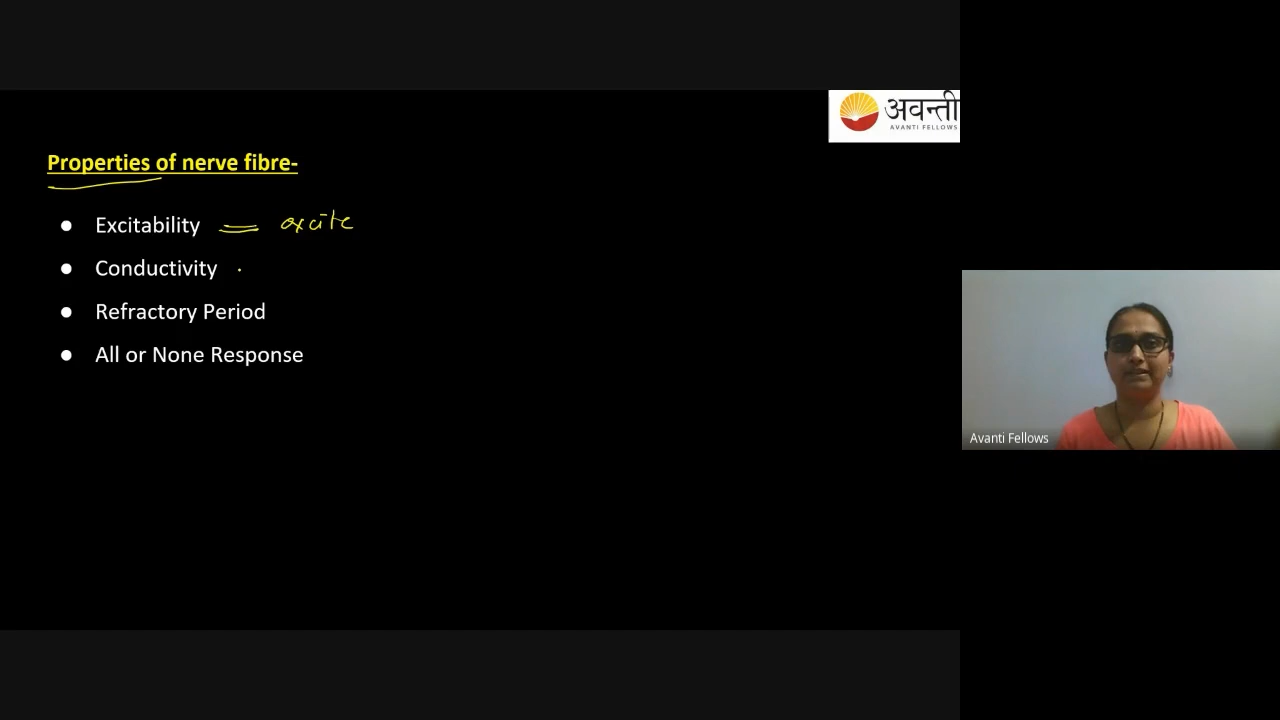 अवन्ती
AVANTI FELLOWS
Properties of nerve fibre-
● Excitability = excite
● Conductivity
● Refractory Period
● All or None Response
Avanti Fellows